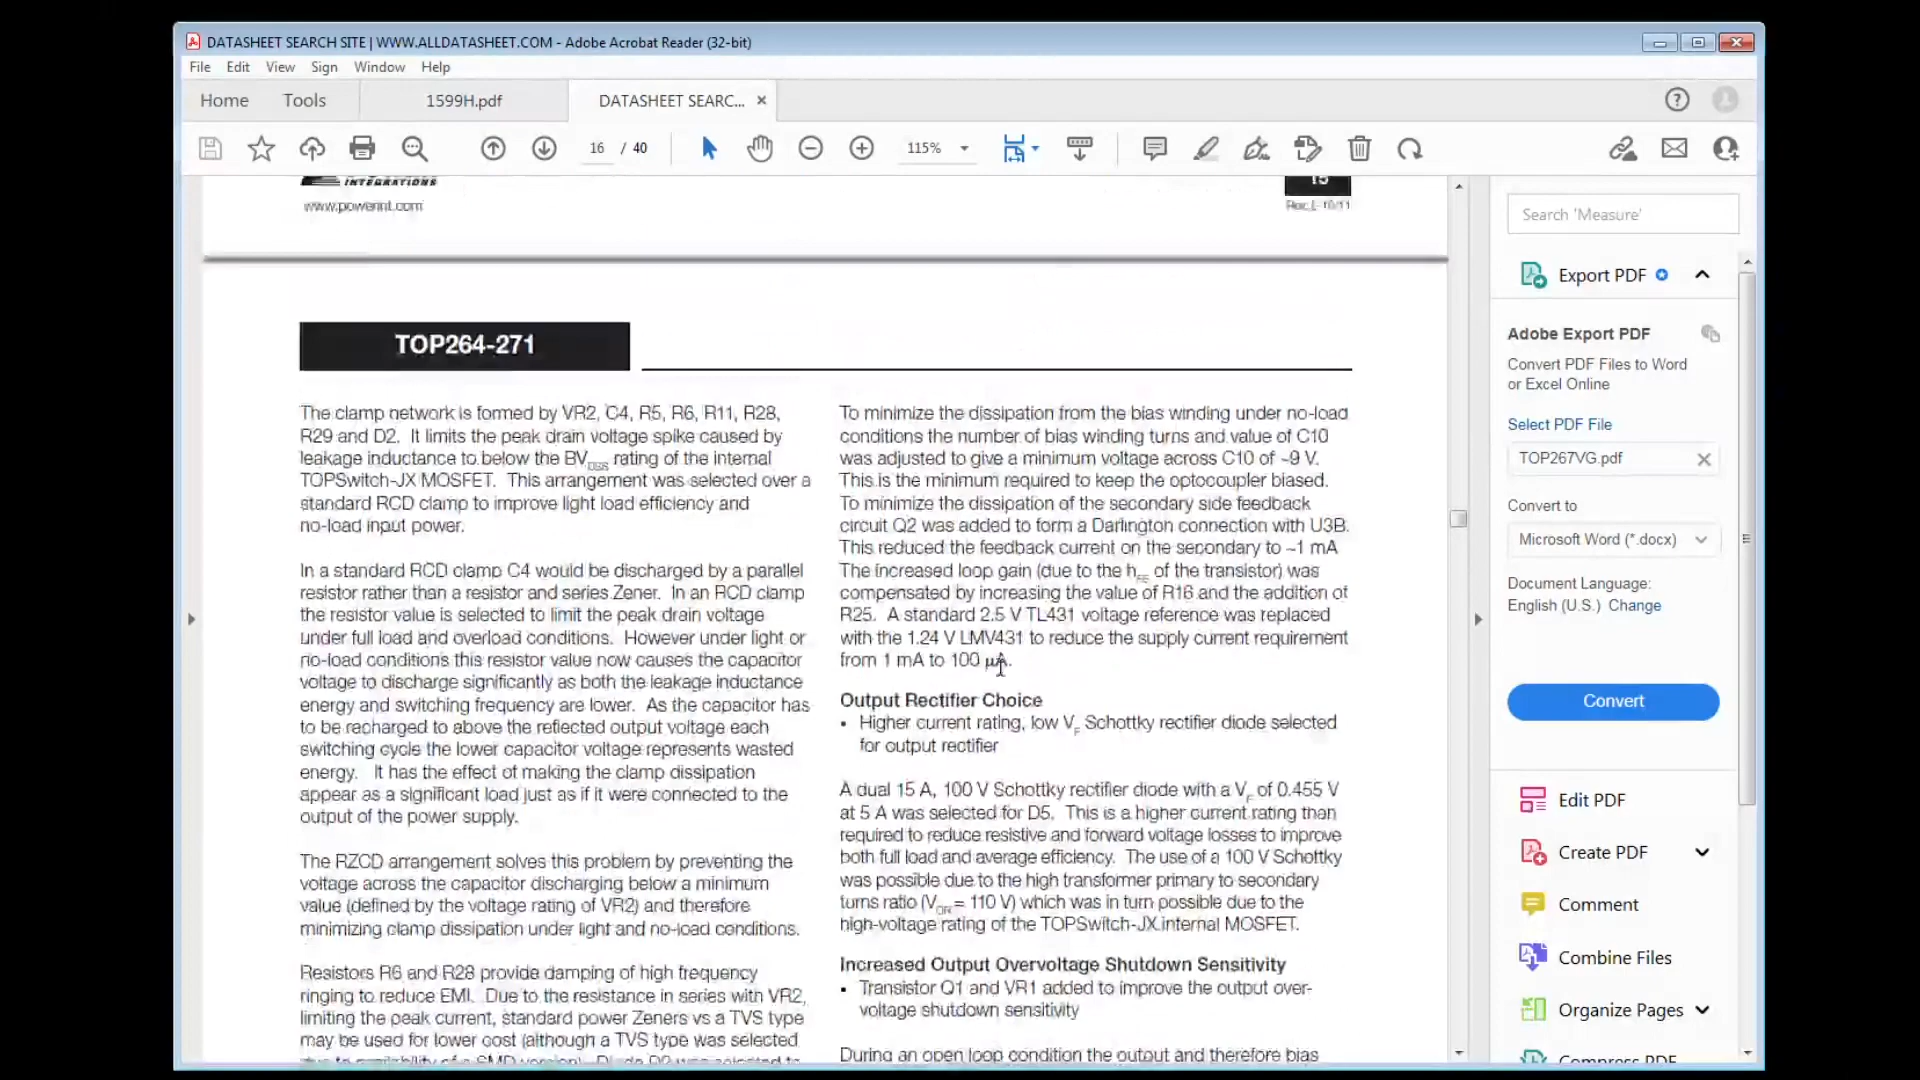 DATASHEET SEARCH SITE | WWW.ALLDATASHEET.COM - Adobe Acrobat Reader (32-bit)
File Edit View Sign Window Help
Home Tools 1599H.pdf DATASHEET SEARC...
16 / 40 115%
INTEGRATIONS
www.powerint.com
15
Rev. L 10/11
TOP264-271
The clamp network is formed by VR2, C4, R5, R6, R11, R28,
R29 and D2. It limits the peak drain voltage spike caused by
leakage inductance to below the BVDSS rating of the internal
TOPSwitch-JX MOSFET. This arrangement was selected over a
standard RCD clamp to improve light load efficiency and
no-load input power.
In a standard RCD clamp C4 would be discharged by a parallel
resistor rather than a resistor and series Zener. In an RCD clamp
the resistor value is selected to limit the peak drain voltage
under full load and overload conditions. However under light or
no-load conditions this resistor value now causes the capacitor
voltage to discharge significantly as both the leakage inductance
energy and switching frequency are lower. As the capacitor has
to be recharged to above the reflected output voltage each
switching cycle the lower capacitor voltage represents wasted
energy. It has the effect of making the clamp dissipation
appear as a significant load just as if it were connected to the
output of the power supply.
The RZCD arrangement solves this problem by preventing the
voltage across the capacitor discharging below a minimum
value (defined by the voltage rating of VR2) and therefore
minimizing clamp dissipation under light and no-load conditions.
Resistors R6 and R28 provide damping of high frequency
ringing to reduce EMI. Due to the resistance in series with VR2,
limiting the peak current, standard power Zeners vs a TVS type
may be used for lower cost (although a TVS type was selected
due to availability of a SMD version). Diode D2 was selected to
To minimize the dissipation from the bias winding under no-load
conditions the number of bias winding turns and value of C10
was adjusted to give a minimum voltage across C10 of ~9 V.
This is the minimum required to keep the optocoupler biased.
To minimize the dissipation of the secondary side feedback
circuit Q2 was added to form a Darlington connection with U3B.
This reduced the feedback current on the secondary to ~1 mA
The increased loop gain (due to the hFE of the transistor) was
compensated by increasing the value of R16 and the addition of
R25. A standard 2.5 V TL431 voltage reference was replaced
with the 1.24 V LMV431 to reduce the supply current requirement
from 1 mA to 100 μA.
Output Rectifier Choice
• Higher current rating, low VF Schottky rectifier diode selected
for output rectifier
A dual 15 A, 100 V Schottky rectifier diode with a VF of 0.455 V
at 5 A was selected for D5. This is a higher current rating than
required to reduce resistive and forward voltage losses to improve
both full load and average efficiency. The use of a 100 V Schottky
was possible due to the high transformer primary to secondary
turns ratio (VOR = 110 V) which was in turn possible due to the
high-voltage rating of the TOPSwitch-JX internal MOSFET.
Increased Output Overvoltage Shutdown Sensitivity
• Transistor Q1 and VR1 added to improve the output over-
voltage shutdown sensitivity
During an open loop condition the output and therefore bias
Search 'Measure'
Export PDF
Adobe Export PDF
Convert PDF Files to Word
or Excel Online
Select PDF File
TOP267VG.pdf
Convert to
Microsoft Word (*.docx)
Document Language:
English (U.S.) Change
Convert
Edit PDF
Create PDF
Comment
Combine Files
Organize Pages
Compress PDF